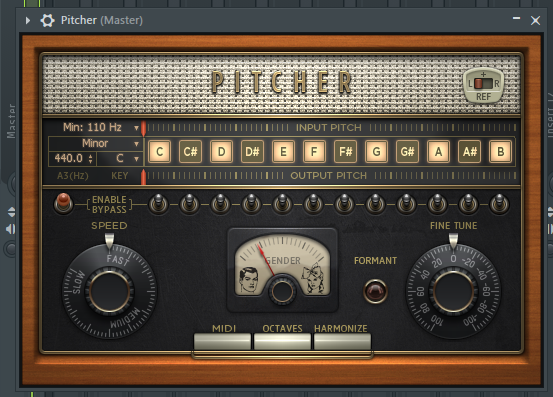 Pitcher (Master)
PITCHER
L R
REF
Min: 110 Hz
INPUT PITCH
Minor
440.0 C
C C# D D# E F F# G G# A A# B
A3(Hz) KEY
OUTPUT PITCH
ENABLE
BYPASS
SPEED
FINE TUNE
SLOW FAST MEDIUM
GENDER
FORMANT
100 80 60 40 20 0 -20 -40 -60 -80 -100
MIDI OCTAVES HARMONIZE
Master